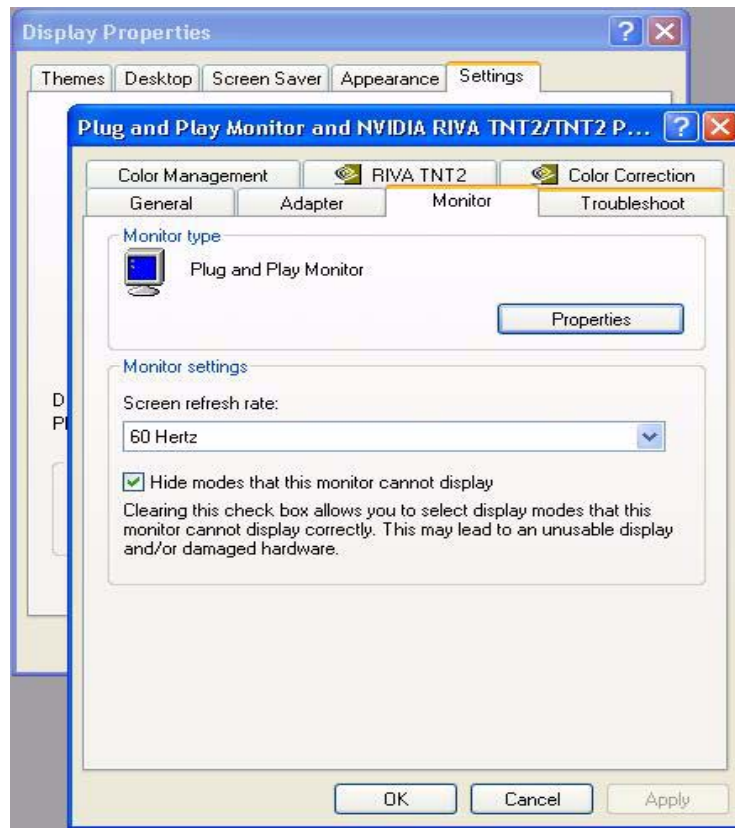 Display Properties
Themes Desktop Screen Saver Appearance Settings
Plug and Play Monitor and NVIDIA RIVA TNT2/TNT2 P...
Color Management RIVA TNT2 Color Correction
General Adapter Monitor Troubleshoot
Monitor type
Plug and Play Monitor
Properties
Monitor settings
D
Screen refresh rate:
Pl
60 Hertz
Hide modes that this monitor cannot display
Clearing this check box allows you to select display modes that this
monitor cannot display correctly. This may lead to an unusable display
and/or damaged hardware.
OK Cancel Apply